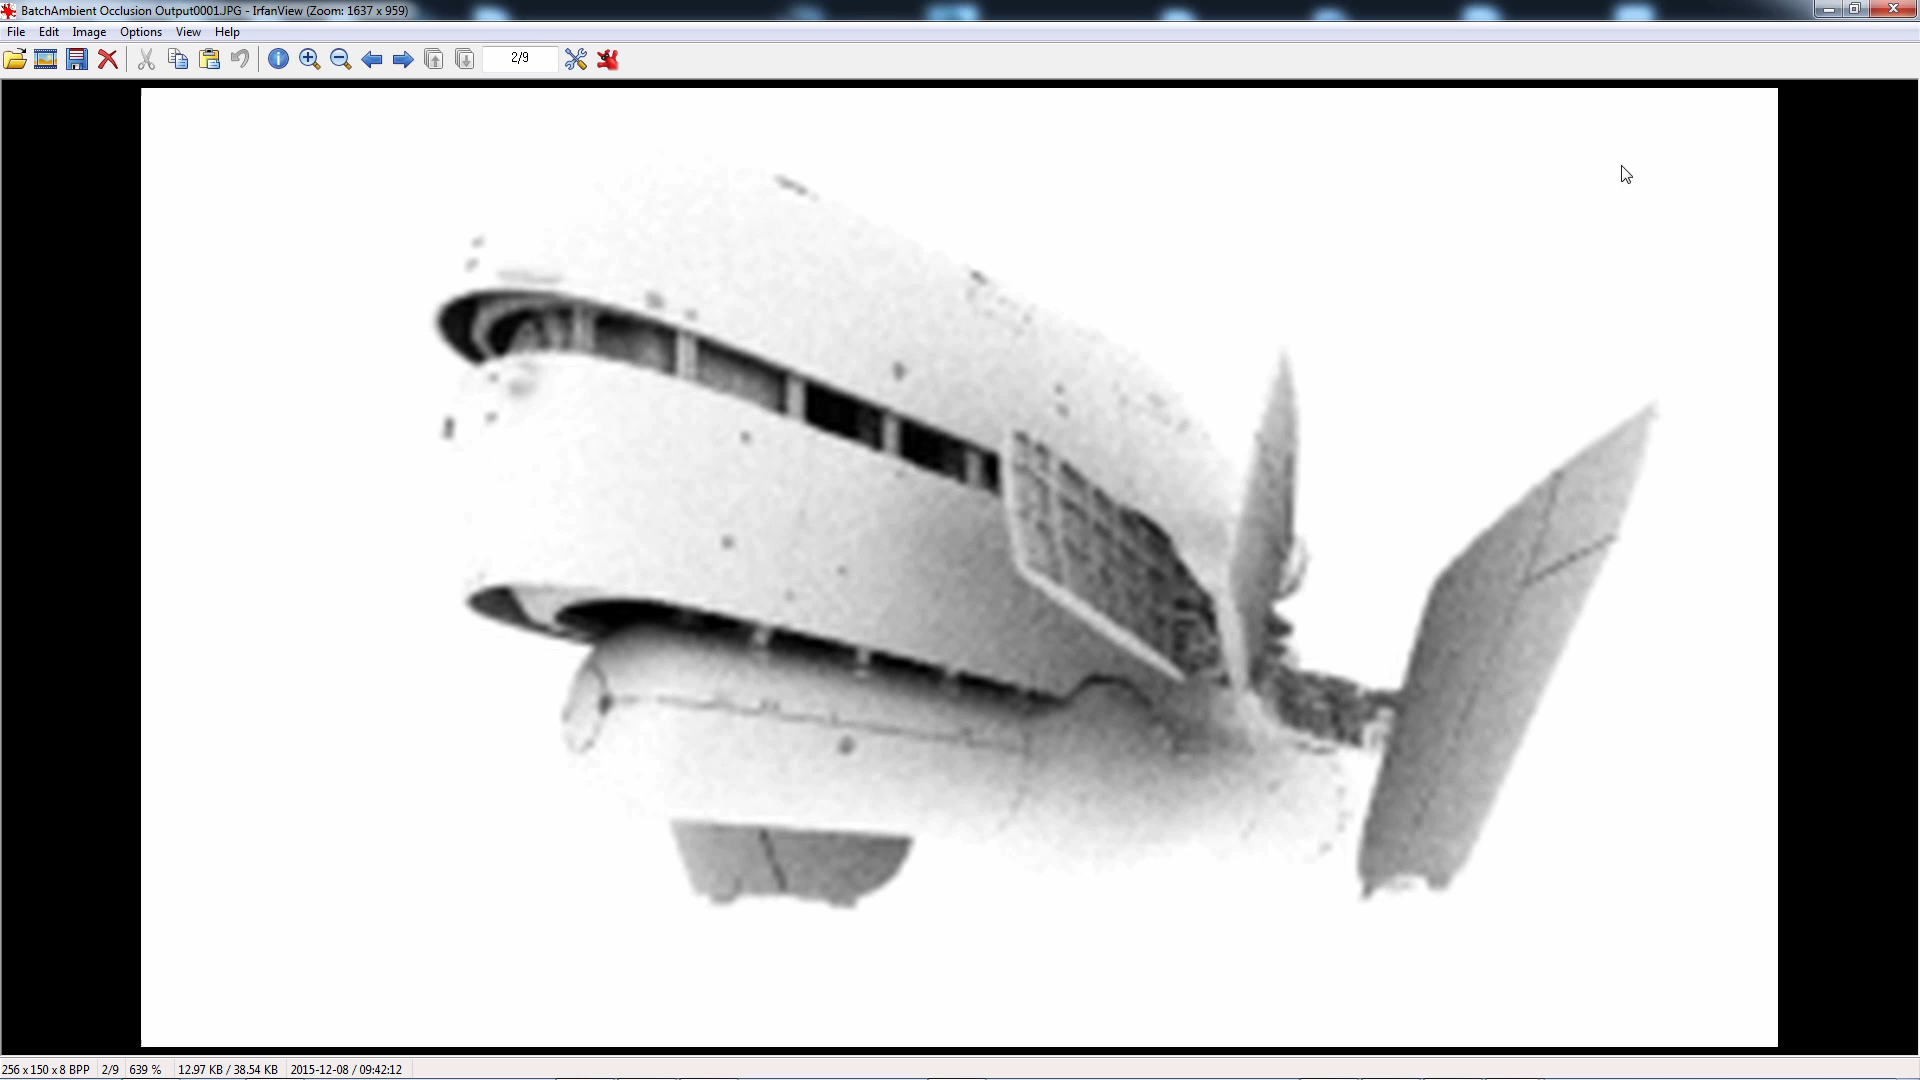 BatchAmbient Occlusion Output0001.JPG - IrfanView (Zoom: 1637 x 959)
File Edit Image Options View Help
2/9
256 x 150 x 8 BPP 2/9 639 % 12.97 KB / 38.54 KB 2015-12-08 / 09:42:12